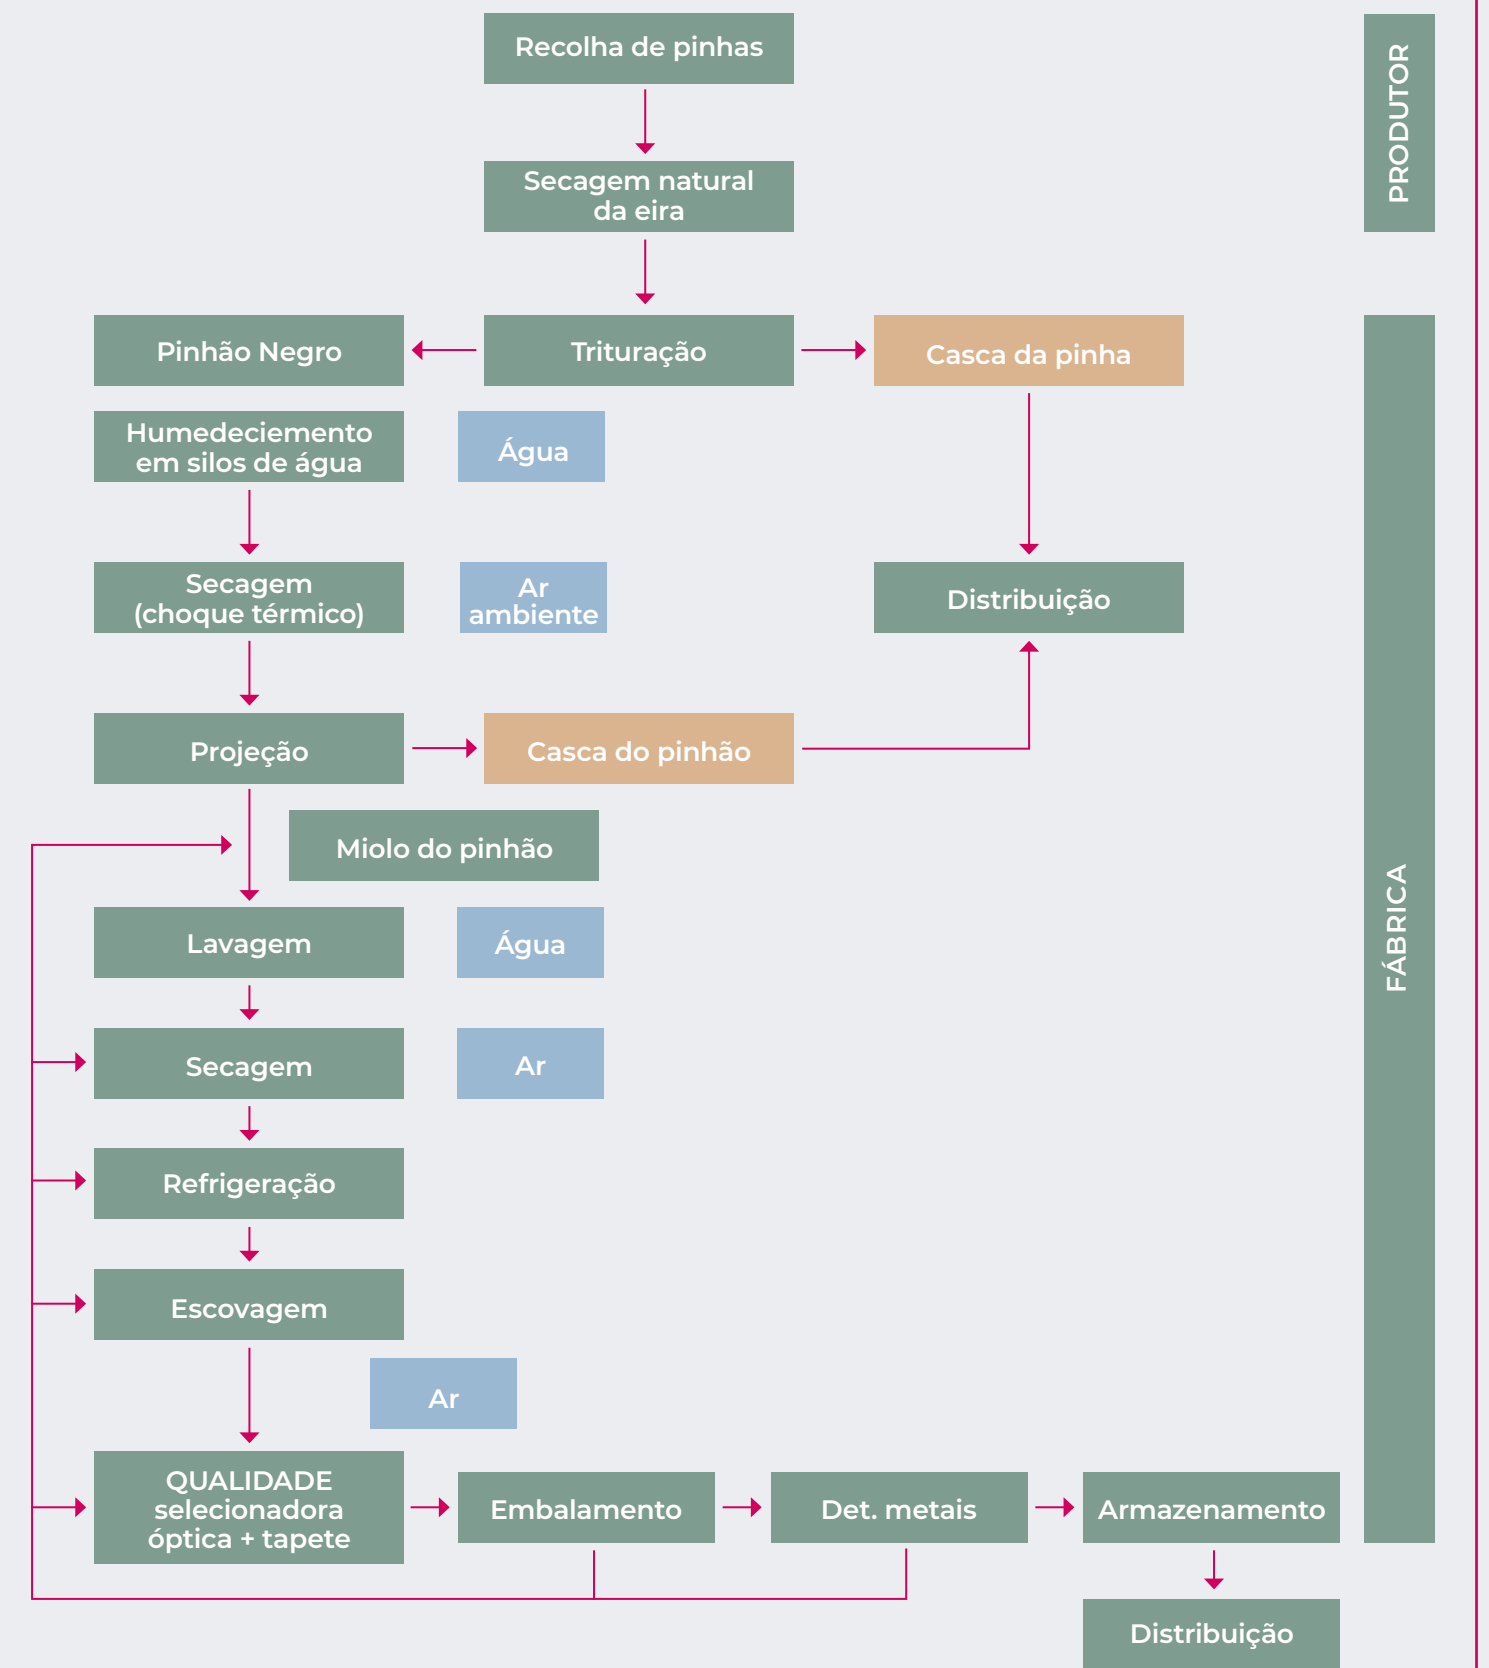 Recolha de pinhas
PRODUTOR
Secagem natural
da eira
Pinhão Negro
Trituração
Casca da pinha
Humedeciemento
em silos de água
Água
Secagem
(choque térmico)
Ar
ambiente
Distribuição
Projeção
Casca do pinhão
Miolo do pinhão
FÁBRICA
Lavagem
Água
Secagem
Ar
Refrigeração
Escovagem
Ar
QUALIDADE
selecionadora
óptica + tapete
Embalamento
Det. metais
Armazenamento
Distribuição